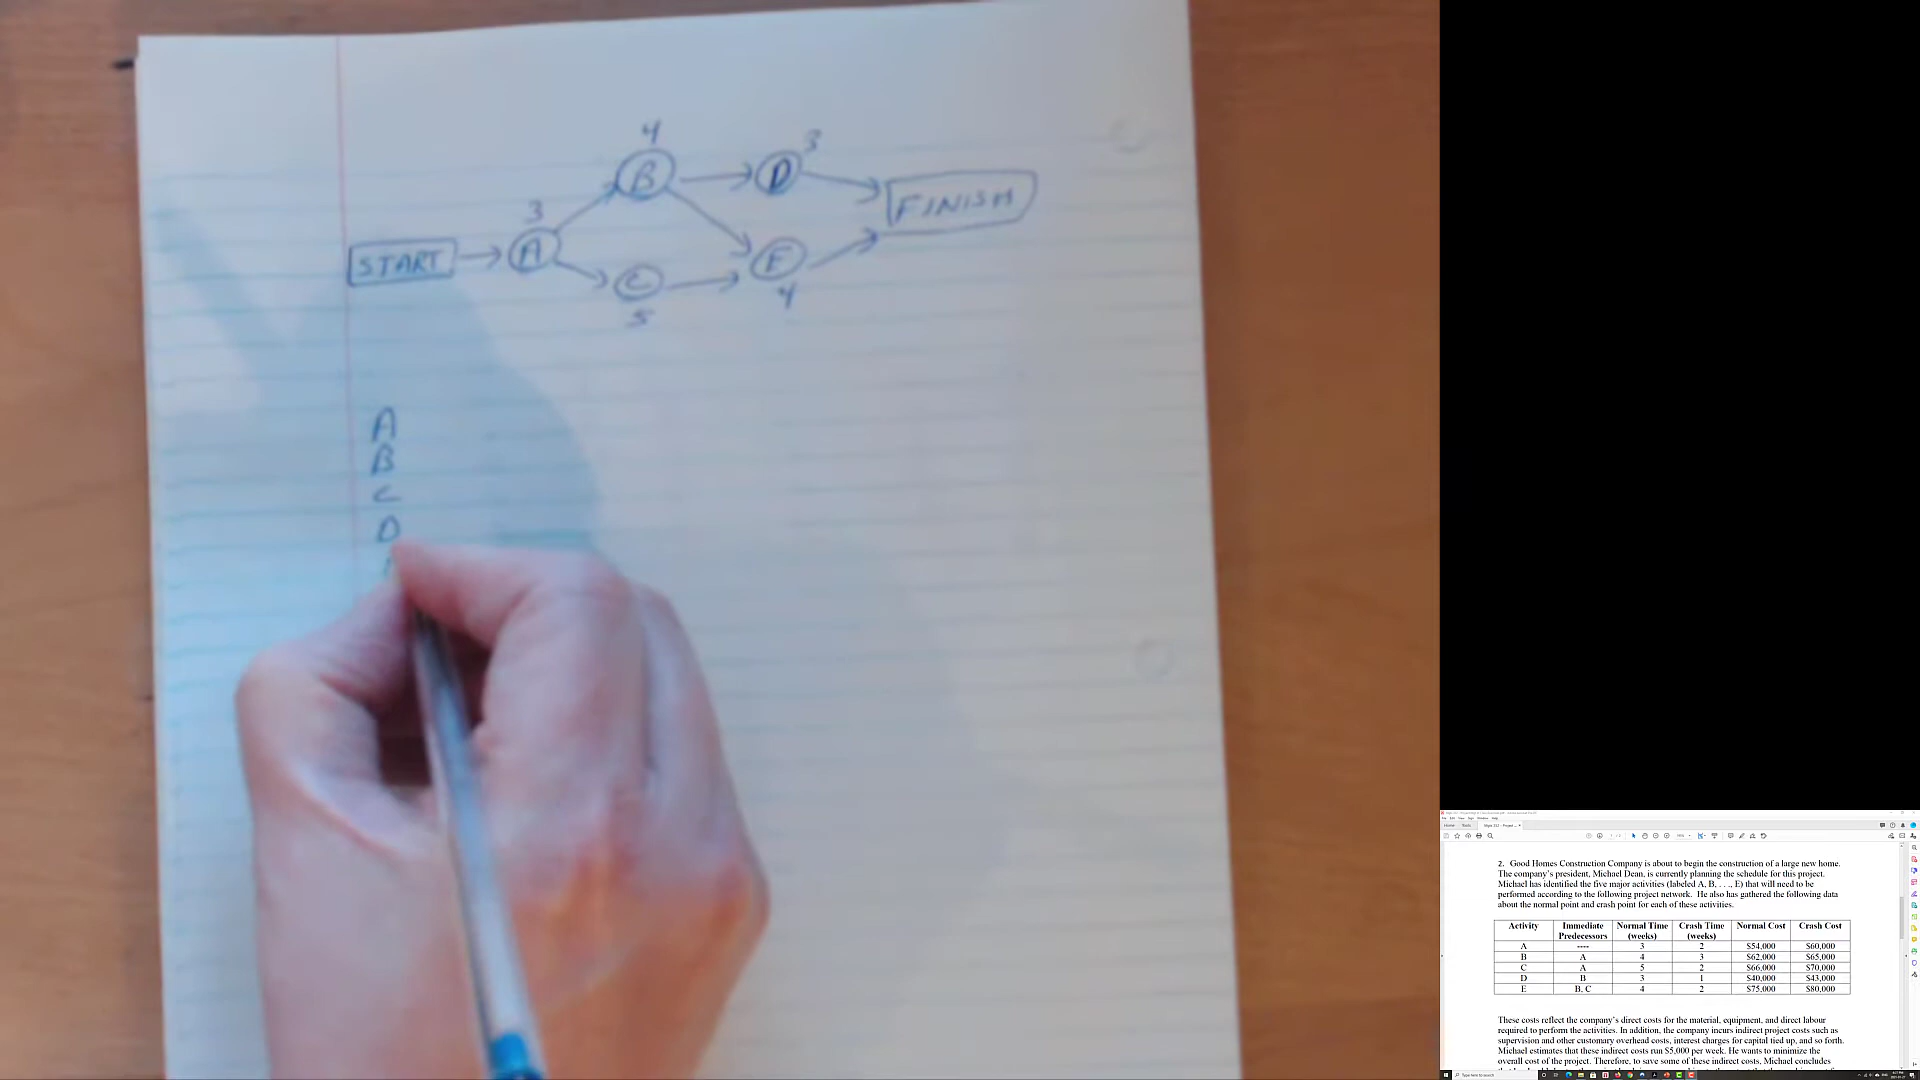 4
3
B
D
3
FINISH
START
A
C
E
5
4
A
B
C
D
2. Good Homes Construction Company is about to begin the construction of a large new home.
The company's president, Michael Dean, is currently planning the schedule for this project.
Michael has identified the five major activities (labeled A, B, . . ., E) that will need to be
performed according to the following project network. He also has gathered the following data
about the normal point and crash point for each of these activities.
Activity Immediate Predecessors Normal Time (weeks) Crash Time (weeks) Normal Cost Crash Cost
A ---- 3 2 $54,000 $60,000
B A 4 3 $62,000 $65,000
C A 5 2 $66,000 $70,000
D B 3 1 $40,000 $43,000
E B, C 4 2 $75,000 $80,000
These costs reflect the company's direct costs for the material, equipment, and direct labour
required to perform the activities. In addition, the company incurs indirect project costs such as
supervision and other customary overhead costs, interest charges for capital tied up, and so forth.
Michael estimates that these indirect costs run $5,000 per week. He wants to minimize the
overall cost of the project. Therefore, to save some of these indirect costs, Michael concludes